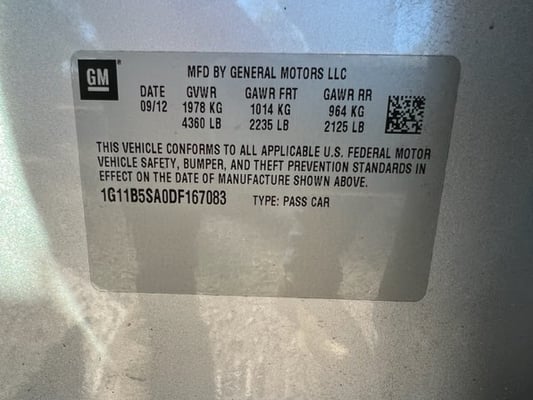 GM
MFD BY GENERAL MOTORS LLC
DATE GVWR GAWR FRT GAWR RR
09/12 1978 KG 1014 KG 964 KG
4360 LB 2235 LB 2125 LB
THIS VEHICLE CONFORMS TO ALL APPLICABLE U.S. FEDERAL MOTOR
VEHICLE SAFETY, BUMPER, AND THEFT PREVENTION STANDARDS IN
EFFECT ON THE DATE OF MANUFACTURE SHOWN ABOVE.
1G11B5SA0DF167083 TYPE: PASS CAR